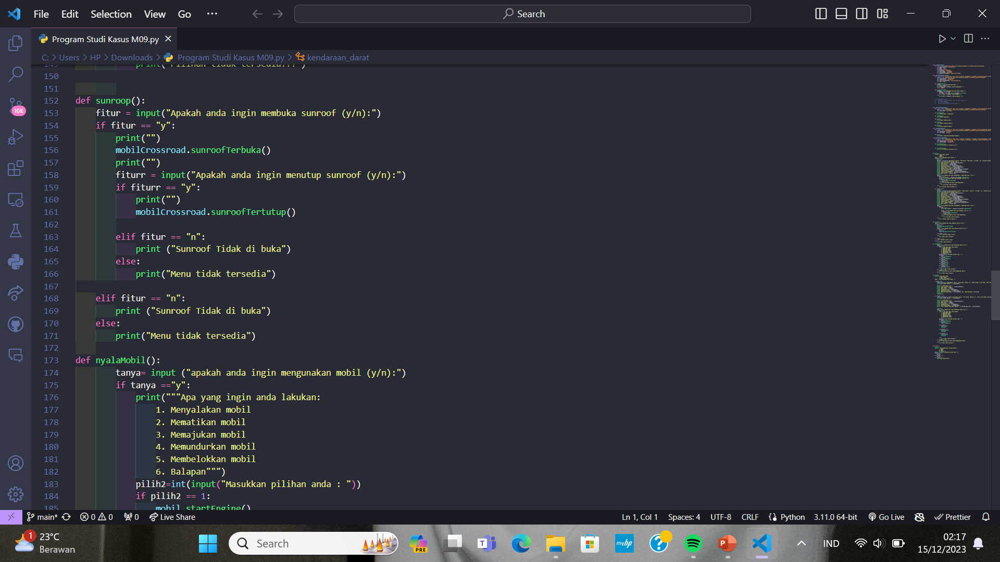 File Edit Selection View Go ··· Search
Program Studi Kasus M09.py
C: > Users > HP > Downloads > Program Studi Kasus M09.py > kendaraan_darat
149 print("Pilihan tidak tersedia!!!")
150
151
152 def sunroop():
153     fitur = input("Apakah anda ingin membuka sunroof (y/n):")
154     if fitur == "y":
155         print("")
156         mobilCrossroad.sunroofTerbuka()
157         print("")
158         fiturr = input("Apakah anda ingin menutup sunroof (y/n):")
159         if fiturr == "y":
160             print("")
161             mobilCrossroad.sunroofTertutup()
162
163         elif fitur == "n":
164             print ("Sunroof Tidak di buka")
165         else:
166             print("Menu tidak tersedia")
167
168     elif fitur == "n":
169         print ("Sunroof Tidak di buka")
170     else:
171         print("Menu tidak tersedia")
172
173 def nyalaMobil():
174         tanya= input ("apakah anda ingin mengunakan mobil (y/n):")
175         if tanya =="y":
176             print("""Apa yang ingin anda lakukan:
177                 1. Menyalakan mobil
178                 2. Mematikan mobil
179                 3. Memajukan mobil
180                 4. Memundurkan mobil
181                 5. Membelokkan mobil
182                 6. Balapan""")
183             pilih2=int(input("Masukkan pilihan anda : "))
184             if pilih2 == 1:
185                 mobil.startEngine()
10K
main* 0 0 0 Live Share Ln 1, Col 1 Spaces: 4 UTF-8 CRLF Python 3.11.0 64-bit Go Live Prettier
1 23°C
Berawan
Search
PRE
T
myhp
?
P
IND
02:17
15/12/2023